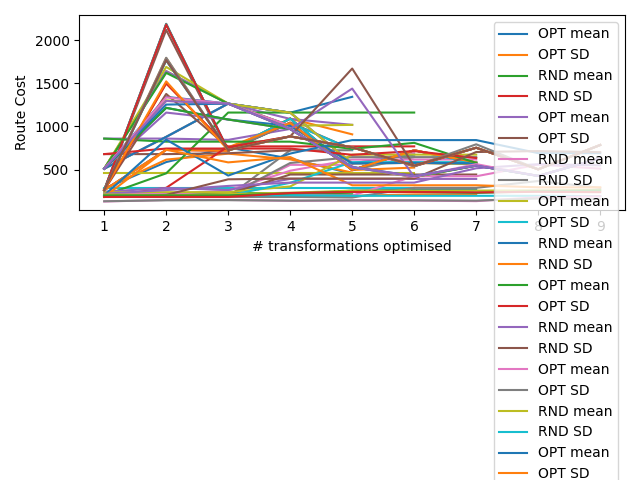 2000
1500
1000
500
Route Cost
1 2 3 4 5 6 7 8 9
# transformations optimised
OPT mean
OPT SD
RND mean
RND SD
OPT mean
OPT SD
RND mean
RND SD
OPT mean
OPT SD
RND mean
RND SD
OPT mean
OPT SD
RND mean
RND SD
OPT mean
OPT SD
RND mean
RND SD
OPT mean
OPT SD